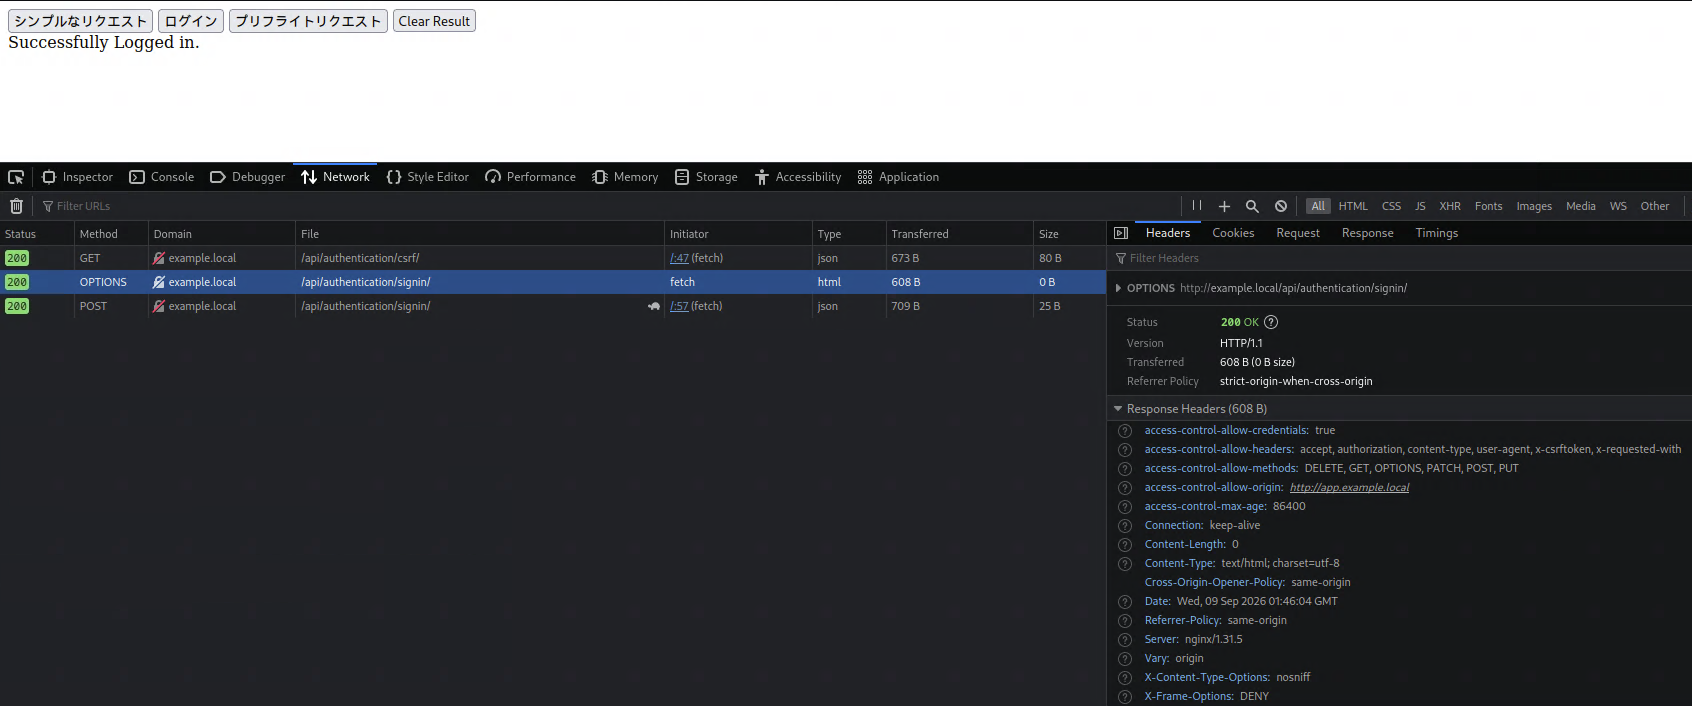 シンプルなリクエスト ログイン プリフライトリクエスト Clear Result
Successfully Logged in.
Inspector Console Debugger Network Style Editor Performance Memory Storage Accessibility Application
Filter URLs All HTML CSS JS XHR Fonts Images Media WS Other
Status Method Domain File Initiator Type Transferred Size
200 GET example.local /api/authentication/csrf/ /:47 (fetch) json 673 B 80 B
200 OPTIONS example.local /api/authentication/signin/ fetch html 608 B 0 B
200 POST example.local /api/authentication/signin/ /:57 (fetch) json 709 B 25 B
Headers Cookies Request Response Timings
Filter Headers
OPTIONS http://example.local/api/authentication/signin/
Status 200 OK
Version HTTP/1.1
Transferred 608 B (0 B size)
Referrer Policy strict-origin-when-cross-origin
Response Headers (608 B)
access-control-allow-credentials: true
access-control-allow-headers: accept, authorization, content-type, user-agent, x-csrftoken, x-requested-with
access-control-allow-methods: DELETE, GET, OPTIONS, PATCH, POST, PUT
access-control-allow-origin: http://app.example.local
access-control-max-age: 86400
Connection: keep-alive
Content-Length: 0
Content-Type: text/html; charset=utf-8
Cross-Origin-Opener-Policy: same-origin
Date: Wed, 09 Sep 2026 01:46:04 GMT
Referrer-Policy: same-origin
Server: nginx/1.31.5
Vary: origin
X-Content-Type-Options: nosniff
X-Frame-Options: DENY